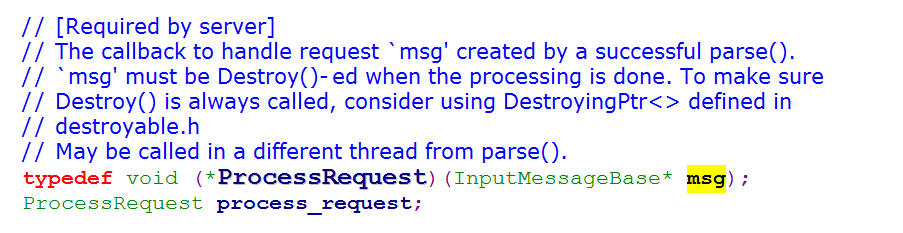 // [Required by server]
// The callback to handle request `msg' created by a successful parse().
// `msg' must be Destroy()-ed when the processing is done. To make sure
// Destroy() is always called, consider using DestroyingPtr<> defined in
// destroyable.h
// May be called in a different thread from parse().
typedef void (*ProcessRequest)(InputMessageBase* msg);
ProcessRequest process_request;